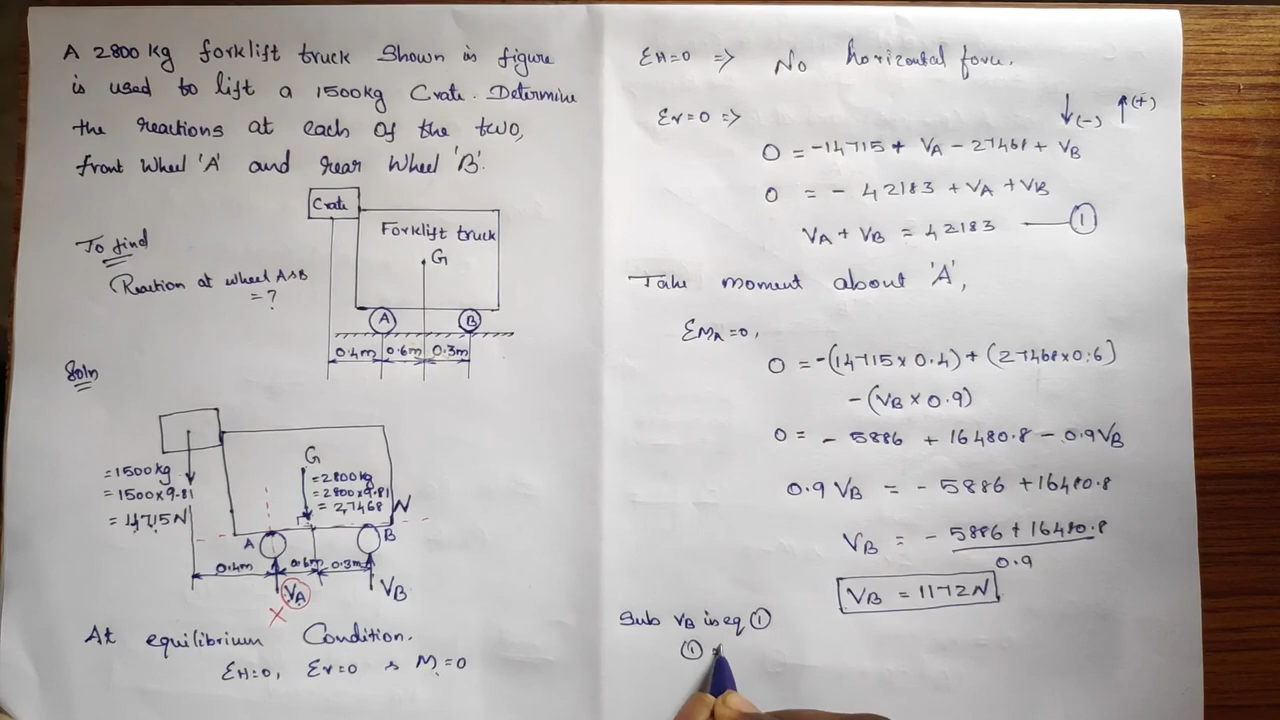 A 2800 kg forklift truck Shown in figure
is used to lift a 1500kg Crate. Determine
the reactions at each of the two,
front Wheel 'A' and rear Wheel 'B'.
Crate
Forklift truck
G
To find
Reaction at wheel A & B
= ?
A
B
0.4m 0.6m 0.3m
Soln
=1500kg
=1500×9.81
=14715N
G
=2800kg
=2800×9.81
= 27468 N
A
B
0.4m 0.6m 0.3m
VA
×
VB
At equilibrium Condition.
ΣH=0, ΣV=0 & M=0
ΣH=0 => No horizontal force.
ΣV=0 =>
↓(-) ↑(+)
0 = -14715 + VA - 27468 + VB
0 = - 42183 + VA + VB
VA + VB = 42183 — ①
Take moment about 'A',
ΣMA=0,
0 = -(14715 × 0.4) + (27468×0.6)
-(VB × 0.9)
0 = - 5886 + 16480.8 - 0.9VB
0.9 VB = - 5886 + 16480.8
VB = - 5886 + 16480.8
0.9
VB = 1172N
Sub VB in eq ①
①